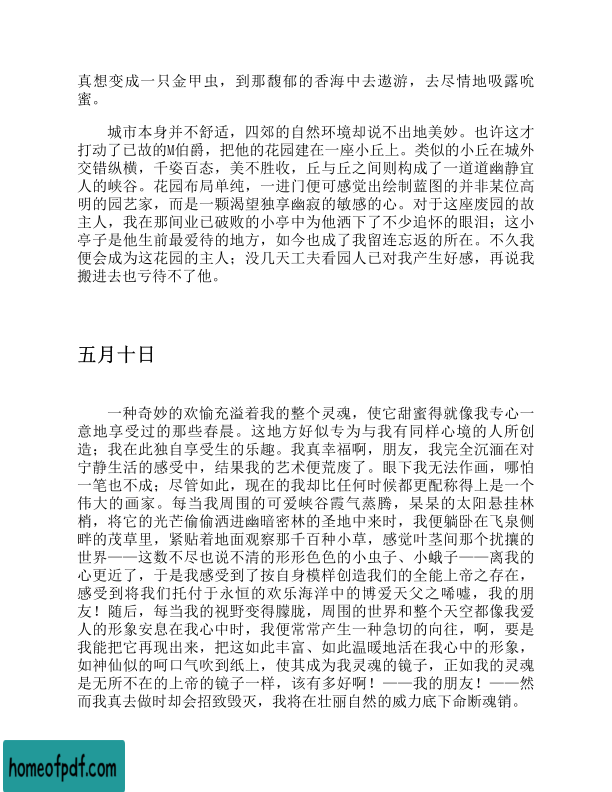 真想变成一只金甲虫，到那馥郁的香海中去遨游，去尽情地吸露吮
蜜。
城市本身并不舒适，四郊的自然环境却说不出地美妙。也许这才
打动了已故的M伯爵，把他的花园建在一座小丘上。类似的小丘在城外
交错纵横，千姿百态，美不胜收，丘与丘之间则构成了一道道幽静宜
人的峡谷。花园布局单纯，一进门便可感觉出绘制蓝图的并非某位高
明的园艺家，而是一颗渴望独享幽寂的敏感的心。对于这座废园的故
主人，我在那间业已破败的小亭中为他洒下了不少追怀的眼泪；这小
亭子是他生前最爱待的地方，如今也成了我留连忘返的所在。不久我
便会成为这花园的主人；没几天工夫看园人已对我产生好感，再说我
搬进去也亏待不了他。
五月十日
一种奇妙的欢愉充溢着我的整个灵魂，使它甜蜜得就像我专心一
意地享受过的那些春晨。这地方好似专为与我有同样心境的人所创
造；我在此独自享受生的乐趣。我真幸福啊，朋友，我完全沉湎在对
宁静生活的感受中，结果我的艺术便荒废了。眼下我无法作画，哪怕
一笔也不成；尽管如此，现在的我却比任何时候都更配称得上是一个
伟大的画家。每当我周围的可爱峡谷霞气蒸腾，杲杲的太阳悬挂林
梢，将它的光芒偷偷洒进幽暗密林的圣地中来时，我便躺卧在飞泉侧
畔的茂草里，紧贴着地面观察那千百种小草，感觉叶茎间那个扰攘的
世界——这数不尽也说不清的形形色色的小虫子、小蛾子——离我的
心更近了，于是我感受到了按自身模样创造我们的全能上帝之存在，
感受到将我们托付于永恒的欢乐海洋中的博爱天父之唏嘘，我的朋
友！随后，每当我的视野变得朦胧，周围的世界和整个天空都像我爱
人的形象安息在我心中时，我便常常产生一种急切的向往，啊，要是
我能把它再现出来，把这如此丰富、如此温暖地活在我心中的形象，
如神仙似的呵口气吹到纸上，使其成为我灵魂的镜子，正如我的灵魂
是无所不在的上帝的镜子一样，该有多好啊！——我的朋友！——然
而我真去做时却会招致毁灭，我将在壮丽自然的威力底下命断魂销。
homeofpdf.com